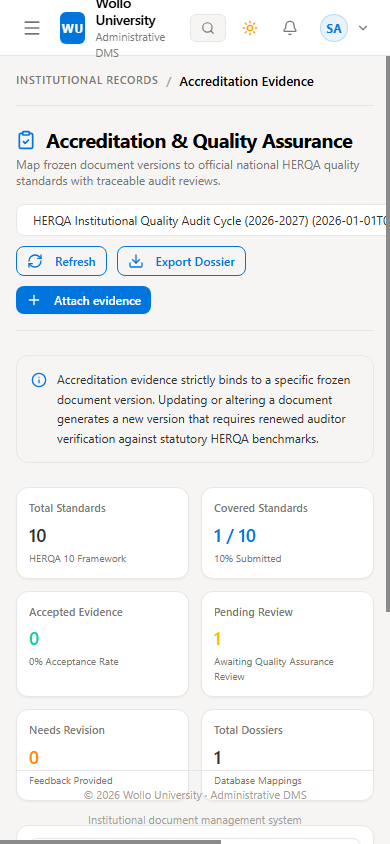 Wollo
University
Administrative
DMS
WU
SA
INSTITUTIONAL RECORDS / Accreditation Evidence
Accreditation & Quality Assurance
Map frozen document versions to official national HERQA quality
standards with traceable audit reviews.
HERQA Institutional Quality Audit Cycle (2026-2027) (2026-01-01T0
Refresh
Export Dossier
Attach evidence
Accreditation evidence strictly binds to a specific frozen
document version. Updating or altering a document
generates a new version that requires renewed auditor
verification against statutory HERQA benchmarks.
Total Standards
10
HERQA 10 Framework
Covered Standards
1 / 10
10% Submitted
Accepted Evidence
0
0% Acceptance Rate
Pending Review
1
Awaiting Quality Assurance
Review
Needs Revision
0
Feedback Provided
Total Dossiers
1
Database Mappings
© 2026 Wollo University · Administrative DMS
Institutional document management system